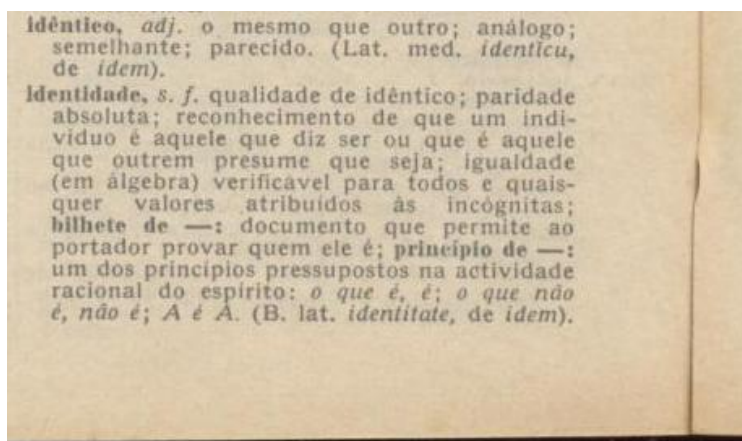 idêntico, adj. o mesmo que outro; análogo;
semelhante; parecido. (Lat. med. identicu,
de idem).
identidade, s. f. qualidade de idêntico; paridade
absoluta; reconhecimento de que um indi-
víduo é aquele que diz ser ou que é aquele
que outrem presume que seja; igualdade
(em álgebra) verificável para todos e quais-
quer valores atribuídos às incógnitas;
bilhete de —: documento que permite ao
portador provar quem ele é; princípio de —:
um dos princípios pressupostos na actividade
racional do espírito: o que é, é; o que não
é, não é; A é A. (B. lat. identitate, de idem).